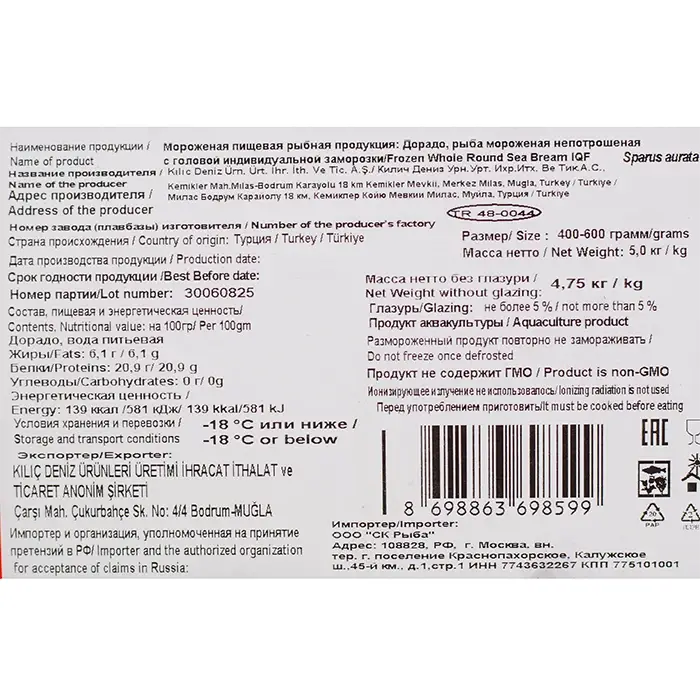 Наименование продукции / Мороженая пищевая рыбная продукция: Дорадо, рыба мороженая непотрошеная
Name of product с головой индивидуальной заморозки/Frozen Whole Round Sea Bream IQF Sparus aurata
Название производителя / Kılıc Deniz Urn. Urt. Ihr. Ith. Ve Tic. A.Ş./ Килич Дениз Урн.Урт. Ихр.Итх. Ве Тик.А.С.,
Name of the producer Kemikler Mah.Milas-Bodrum Karayolu 18 km Kemikler Mevkii, Merkez Milas, Mugla, Turkey / Türkiye /
Адрес производителя / Милас Бодрум Караиолу 18 км, Кемиклер Койю Мевкии Милас, Муйла, Турция / Türkiye
Address of the producer
TR 48-0044
Номер завода (плавбазы) изготовителя / Number of the producer's factory
Страна происхождения / Country of origin: Турция / Turkey / Türkiye
Размер/ Size : 400-600 грамм/grams
Масса нетто / Net Weight: 5,0 кг / kg
Дата производства продукции / Production date:
Срок годности продукции /Best Before date:
Номер партии/Lot number: 30060825
Масса нетто без глазури / 4,75 кг / kg
Net Weight without glazing:
Глазурь/Glazing: не более 5 % / not more than 5 %
Продукт аквакультуры / Aquaculture product
Размороженный продукт повторно не замораживать /
Do not freeze once defrosted
Продукт не содержит ГМО / Product is non-GMO
Ионизирующее излучение не использовалось/ Ionizing radiation is not used
Перед употреблением приготовить/It must be cooked before eating
Состав, пищевая и энергетическая ценность/
Contents, Nutritional value: на 100гр/ Per 100gm
Дорадо, вода питьевая
Жиры/Fats: 6,1 г / 6,1 g
Белки/Proteins: 20,9 г/ 20,9 g
Углеводы/Carbohydrates: 0 г/ 0g
Энергетическая ценность /
Energy: 139 ккал /581 кДж/ 139 kkal/581 kJ
Условия хранения и перевозки / -18 °C или ниже /
Storage and transport conditions -18 °C or below
Экспортер/Exporter:
KILIÇ DENİZ ÜRÜNLERİ ÜRETİMİ İHRACAT İTHALAT ve
TİCARET ANONİM ŞİRKETİ
Çarşı Mah. Çukurbahçe Sk. No: 4/4 Bodrum-MUĞLA
Импортер и организация, уполномоченная на принятие
претензий в РФ/ Importer and the authorized organization
for acceptance of claims in Russia:
8 698863 698599
EAC
20
PAP
Импортер/Importer:
ООО "СК Рыба"
Адрес: 108828, РФ, г. Москва, вн.
тер. г. поселение Краснопахорское, Калужское
ш.,45-й км., д.1,стр.1 ИНН 7743632267 КПП 775101001